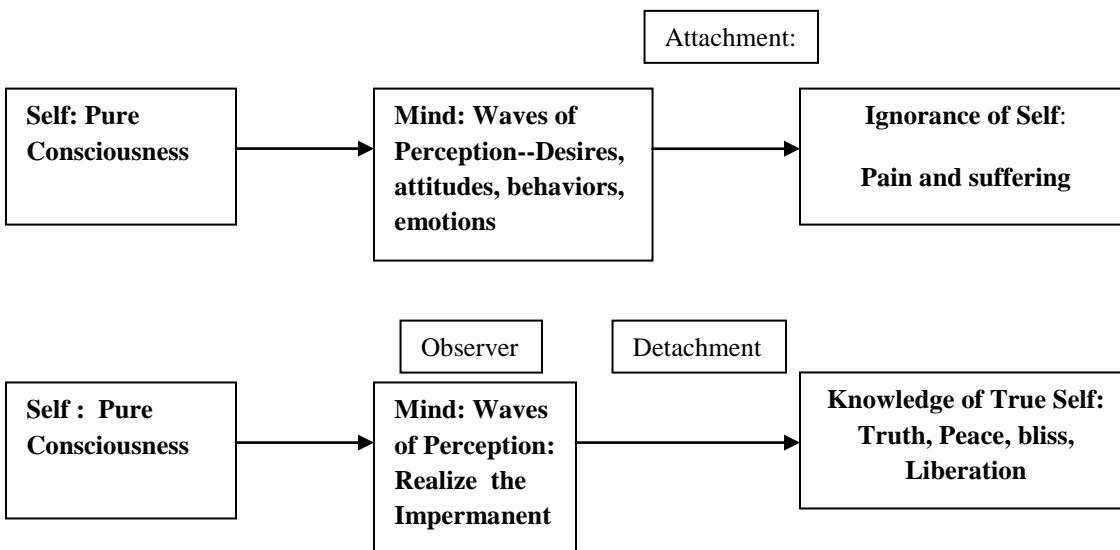 Attachment:
Self: Pure
Consciousness
Mind: Waves of
Perception--Desires,
attitudes, behaviors,
emotions
Ignorance of Self:
Pain and suffering
Observer
Detachment
Self : Pure
Consciousness
Mind: Waves
of Perception:
Realize the
Impermanent
Knowledge of True Self:
Truth, Peace, bliss,
Liberation